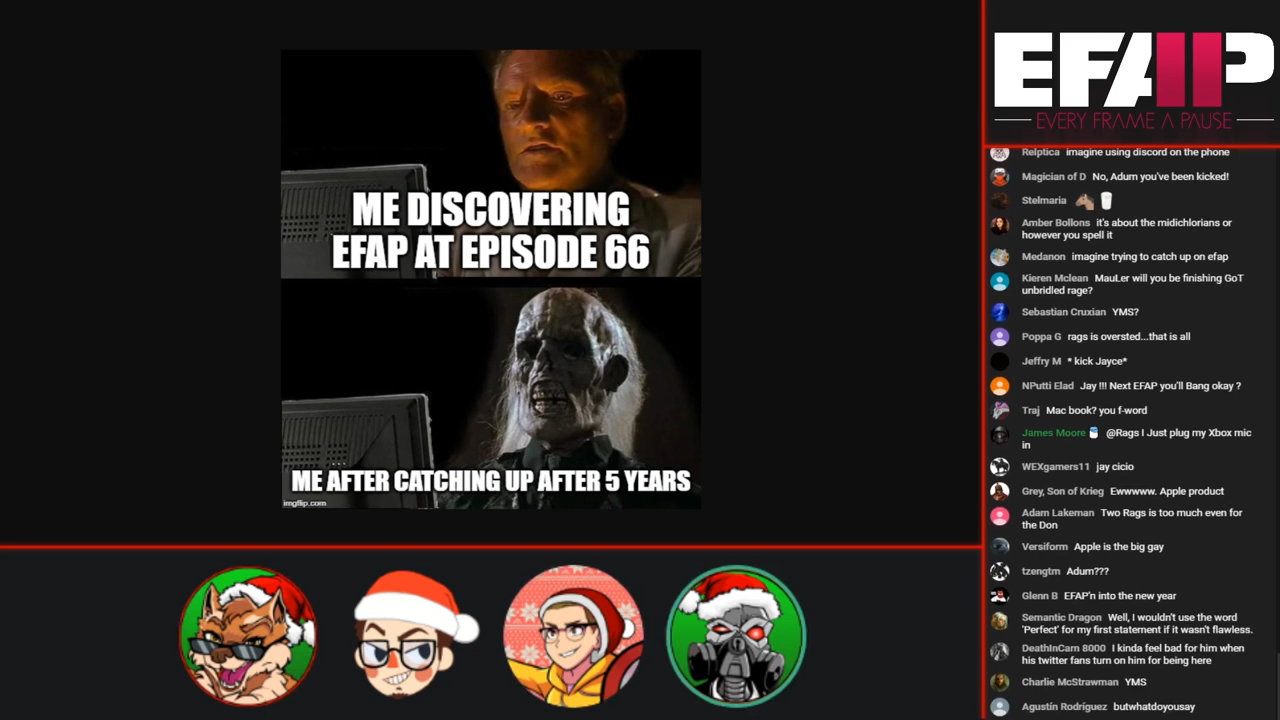 ME DISCOVERING
EFAP AT EPISODE 66
ME AFTER CATCHING UP AFTER 5 YEARS
imgflip.com
EFAP
EVERY FRAME A PAUSE
Relptica imagine using discord on the phone
Magician of D No, Adum you've been kicked!
Stelmaria
Amber Bollons it's about the midichlorians or
however you spell it
Medanon imagine trying to catch up on efap
Kieren Mclean MauLer will you be finishing GoT
unbridled rage?
Sebastian Cruxian YMS?
Poppa G rags is oversted...that is all
Jeffry M * kick Jayce*
NPutti Elad Jay !!! Next EFAP you'll Bang okay ?
Traj Mac book? you f-word
James Moore @Rags I Just plug my Xbox mic
in
WEXgamers11 jay cicio
Grey, Son of Krieg Ewwwww. Apple product
Adam Lakeman Two Rags is too much even for
the Don
Versiform Apple is the big gay
tzengtm Adum???
Glenn B EFAP'n into the new year
Semantic Dragon Well, I wouldn't use the word
'Perfect' for my first statement if it wasn't flawless.
DeathInCam 8000 I kinda feel bad for him when
his twitter fans turn on him for being here
Charlie McStrawman YMS
Agustín Rodríguez butwhatdoyousay